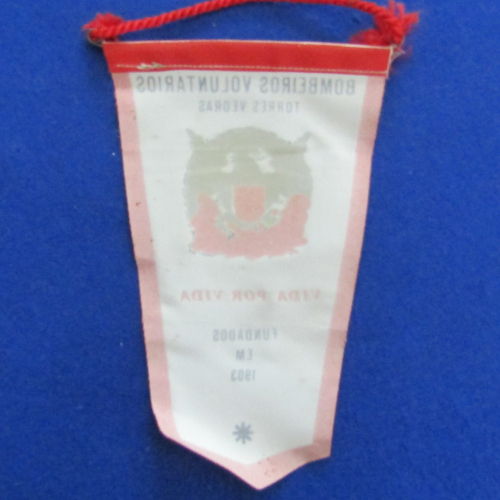 BOMBEIROS VOLUNTARIOS
TORRES VEDRAS
VIDA POR VIDA
FUNDADOS
EM
1903